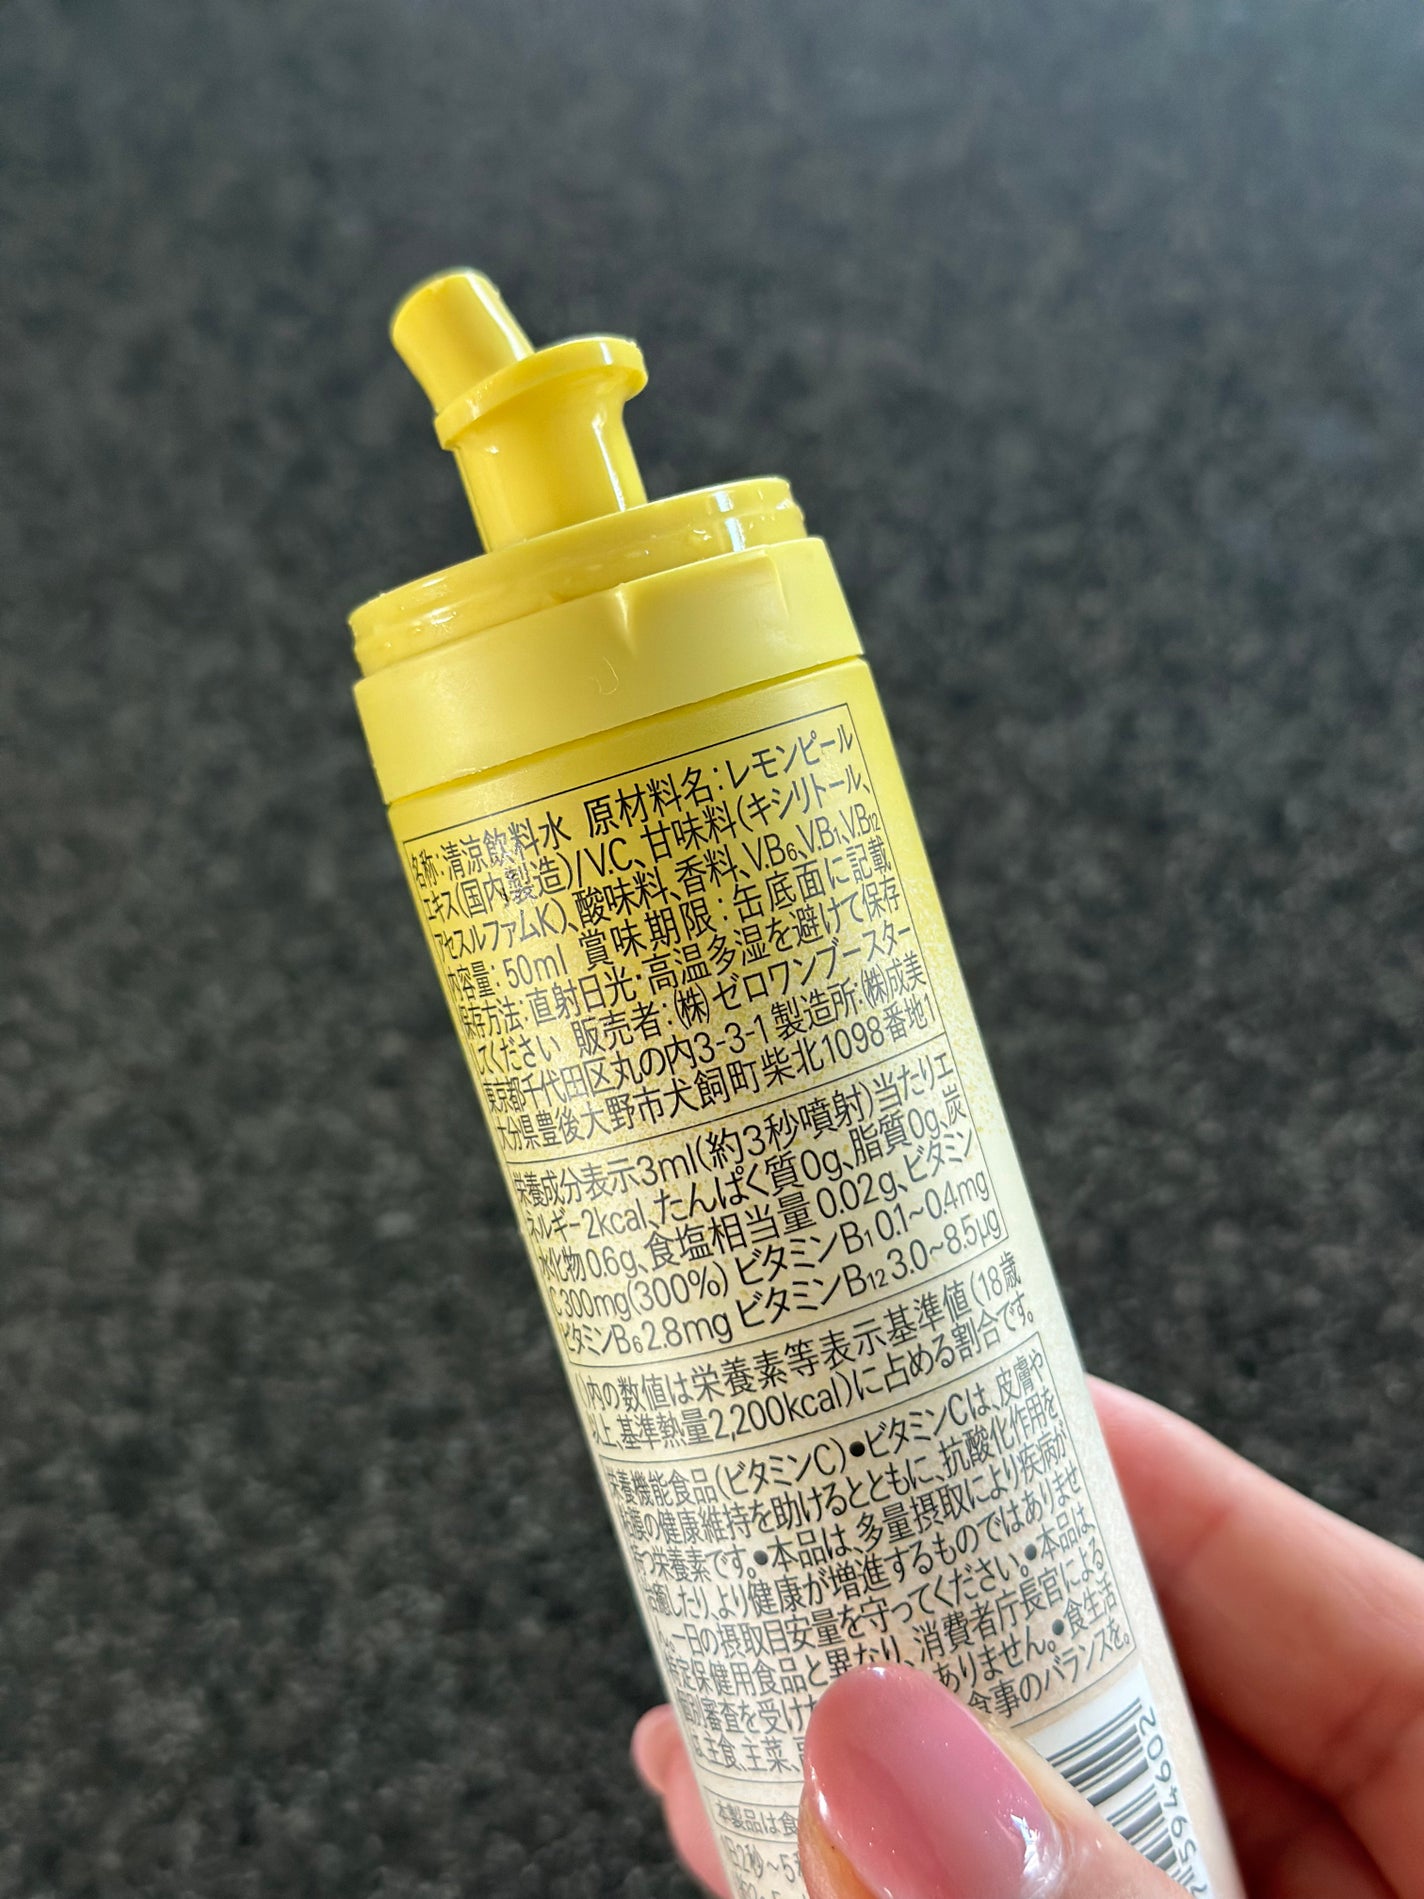 名称:清涼飲料水 原材料名:レモンピール
エキス(国内製造)/V.C、甘味料(キシリトール、
アセスルファムK)、酸味料、香料、V.B6、V.B1、V.B12
内容量:50ml 賞味期限:缶底面に記載
保存方法:直射日光・高温多湿を避けて保存
してください 販売者:㈱ゼロワンブースター
東京都千代田区丸の内3-3-1 製造所:㈱成美
大分県豊後大野市犬飼町柴北1098番地1
栄養成分表示3ml(約3秒噴射)当たりエ
ネルギー2kcal、たんぱく質0g、脂質0g、炭
水化物0.6g、食塩相当量0.02g、ビタミン
C 300mg(300%) ビタミンB1 0.1~0.4mg
ビタミンB6 2.8mg ビタミンB12 3.0~8.5μg
( )内の数値は栄養素等表示基準値(18歳
以上、基準熱量2,200kcal)に占める割合です。
栄養機能食品(ビタミンC)●ビタミンCは、皮膚や
粘膜の健康維持を助けるとともに、抗酸化作用を
持つ栄養素です。●本品は、多量摂取により疾病が
治癒したり、より健康が増進するものではありませ
ん。一日の摂取目安量を守ってください。●本品は、
特定保健用食品と異なり、消費者庁長官による
個別審査を受けた ありません。●食生活
は主食、主菜、 食事のバランスを。
本製品は食
1日2秒~5